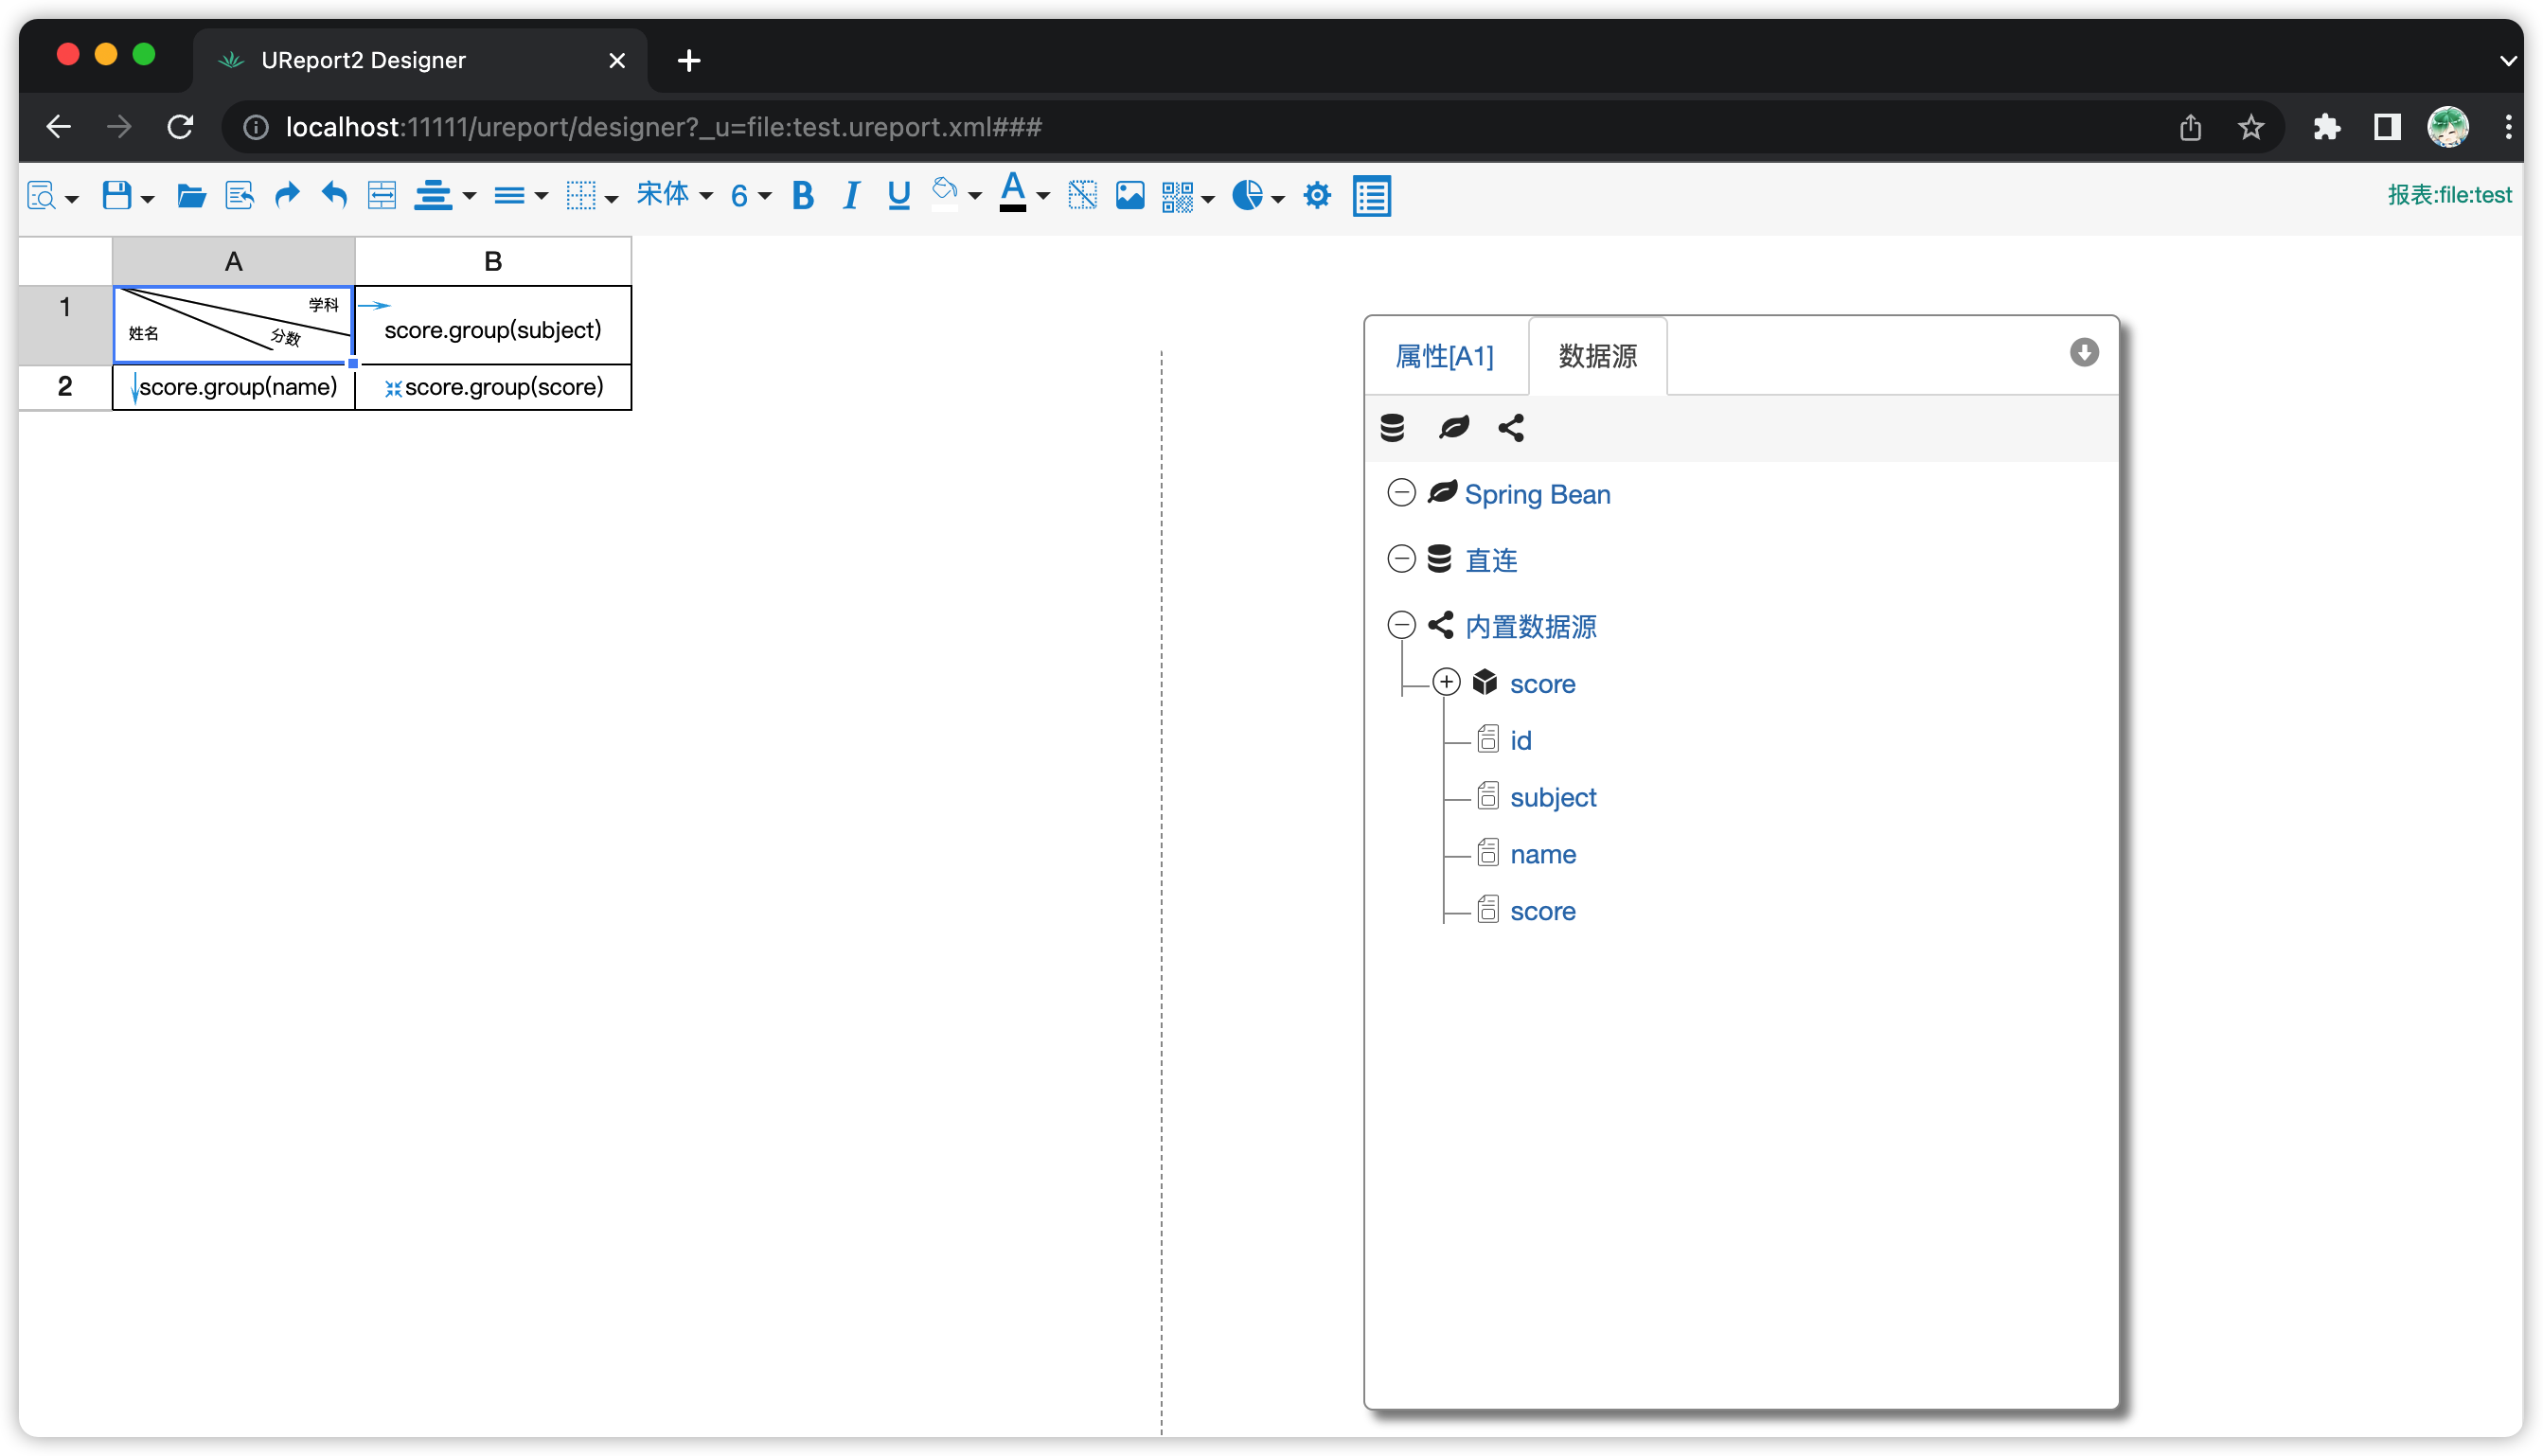 UReport2 Designer
localhost:11111/ureport/designer?_u=file:test.ureport.xml###
宋体 6 B I U A 报表:file:test
A B
1 学科 姓名 分数 score.group(subject)
2 score.group(name) score.group(score)
属性[A1] 数据源
Spring Bean
直连
内置数据源
score
id
subject
name
score